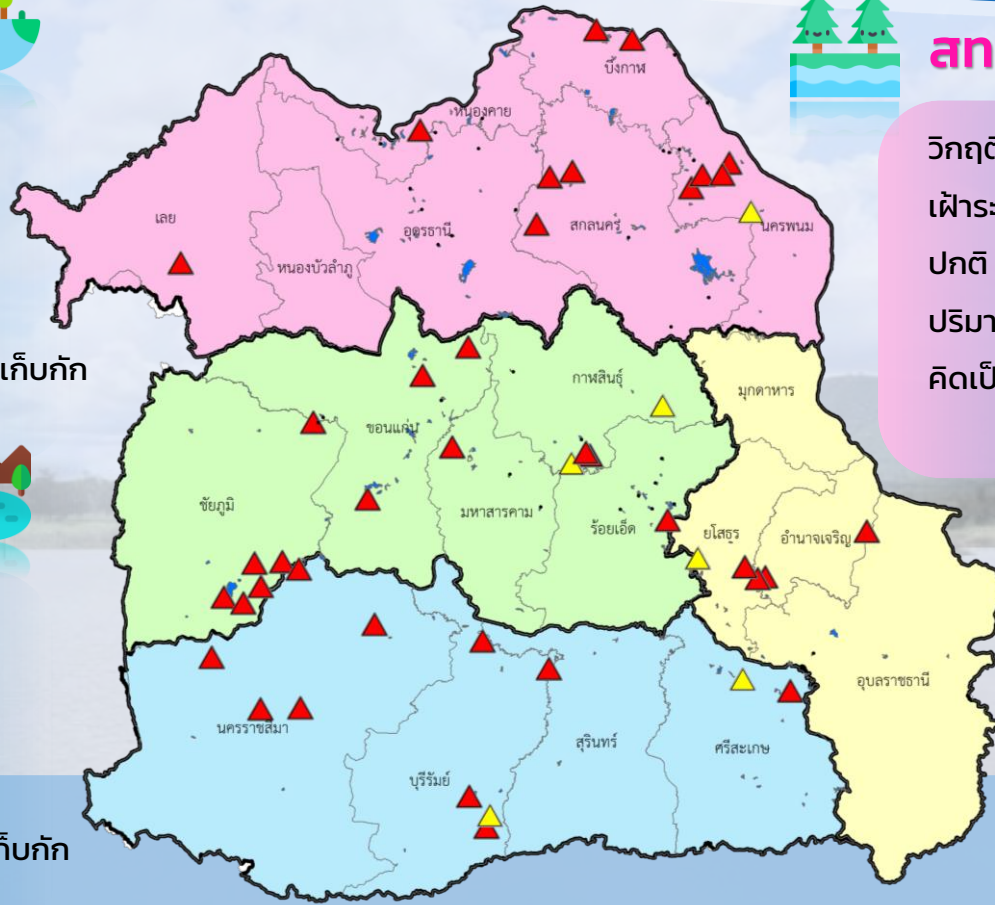 สท
วิกฤติ
เฝ้าระ
ปกติ
ปริมา
คิดเป็
เก็บกัก
ก็บกัก
บึงกาฬ
หนองคาย
เลย
อุดรธานี
สกลนคร
นครพนม
หนองบัวลำภู
กาฬสินธุ์
มุกดาหาร
ขอนแก่น
ชัยภูมิ
มหาสารคาม
ร้อยเอ็ด
ยโสธร
อำนาจเจริญ
อุบลราชธานี
นครราชสีมา
สุรินทร์
ศรีสะเกษ
บุรีรัมย์